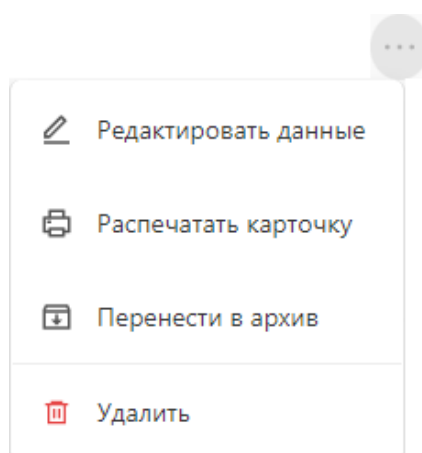 Редактировать данные
Распечатать карточку
Перенести в архив
Удалить